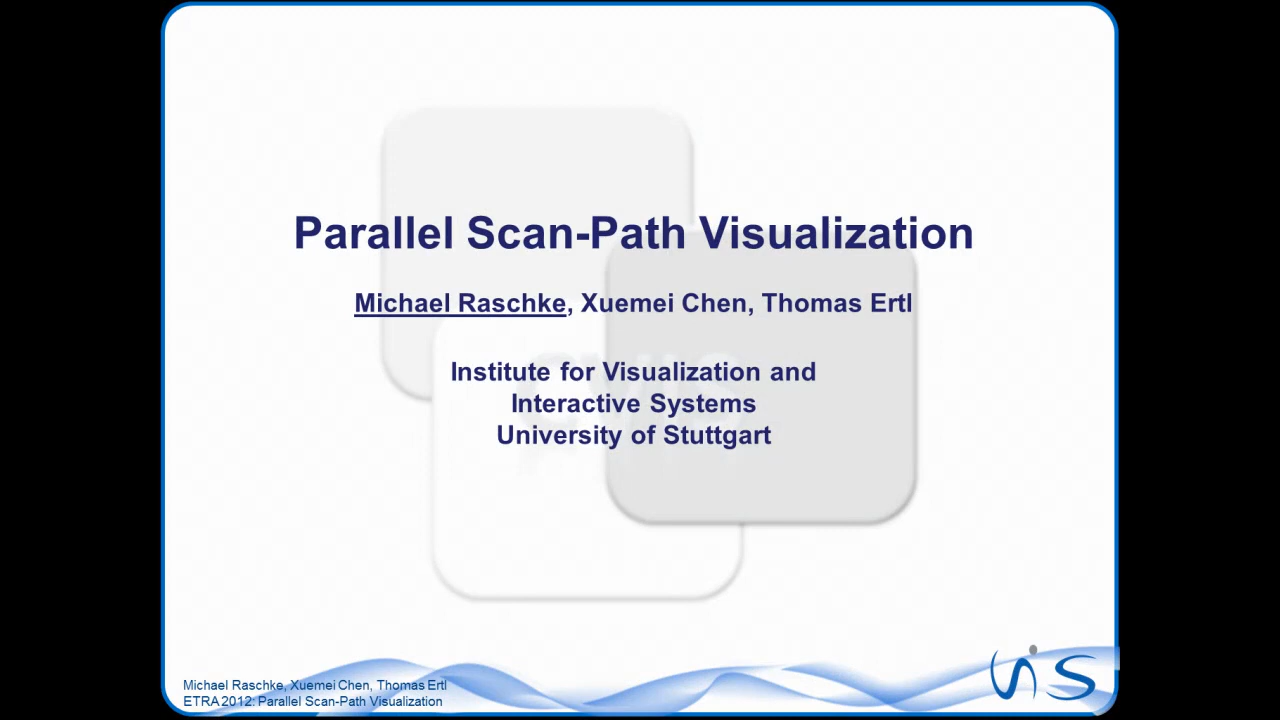 Parallel Scan-Path Visualization
Michael Raschke, Xuemei Chen, Thomas Ertl
Institute for Visualization and
Interactive Systems
University of Stuttgart
Michael Raschke, Xuemei Chen, Thomas Ertl
ETRA 2012: Parallel Scan-Path Visualization
VIS